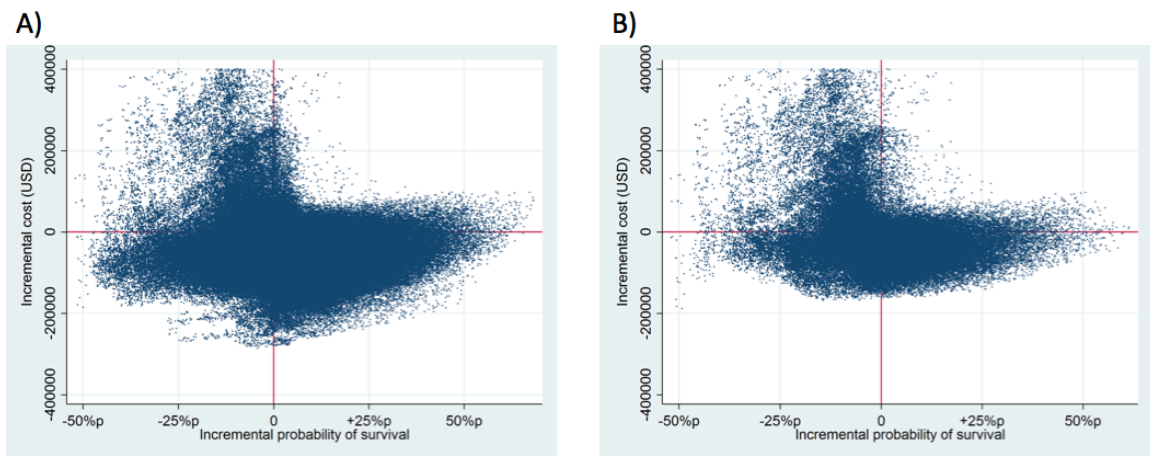 A)
Incremental cost (USD)
400000
200000
0
-200000
-400000
-50%p
-25%p
0
+25%p
50%p
Incremental probability of survival
B)
Incremental cost (USD)
400000
200000
0
-200000
-400000
-50%p
-25%p
0
+25%p
50%p
Incremental probability of survival